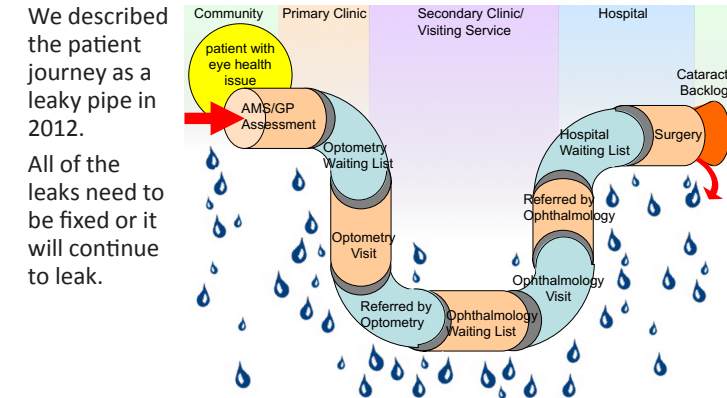 We described
the patient
journey as a
leaky pipe in
2012.
All of the
leaks need to
be fixed or it
will continue
to leak.
Community
Primary Clinic
Secondary Clinic/
Visiting Service
Hospital
patient with
eye health
issue
AMS/GP
Assessment
Optometry
Waiting List
Optometry
Visit
Referred by
Optometry
Ophthalmology
Waiting List
Ophthalmology
Visit
Referred by
Ophthalmology
Hospital
Waiting List
Surgery
Cataract
Backlog